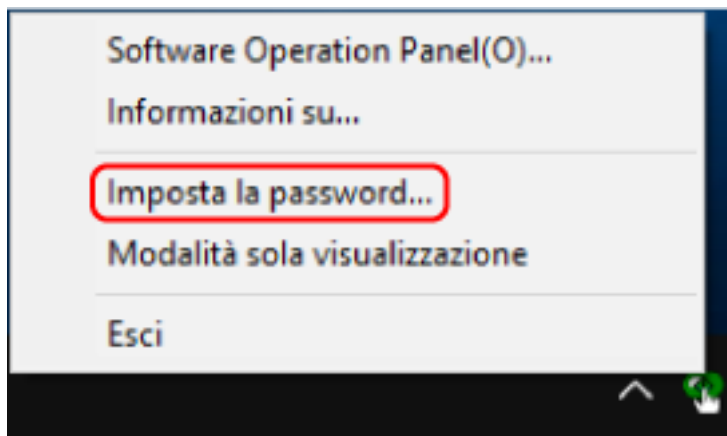 Software Operation Panel(O)...
Informazioni su...
Imposta la password...
Modalità sola visualizzazione
Esci